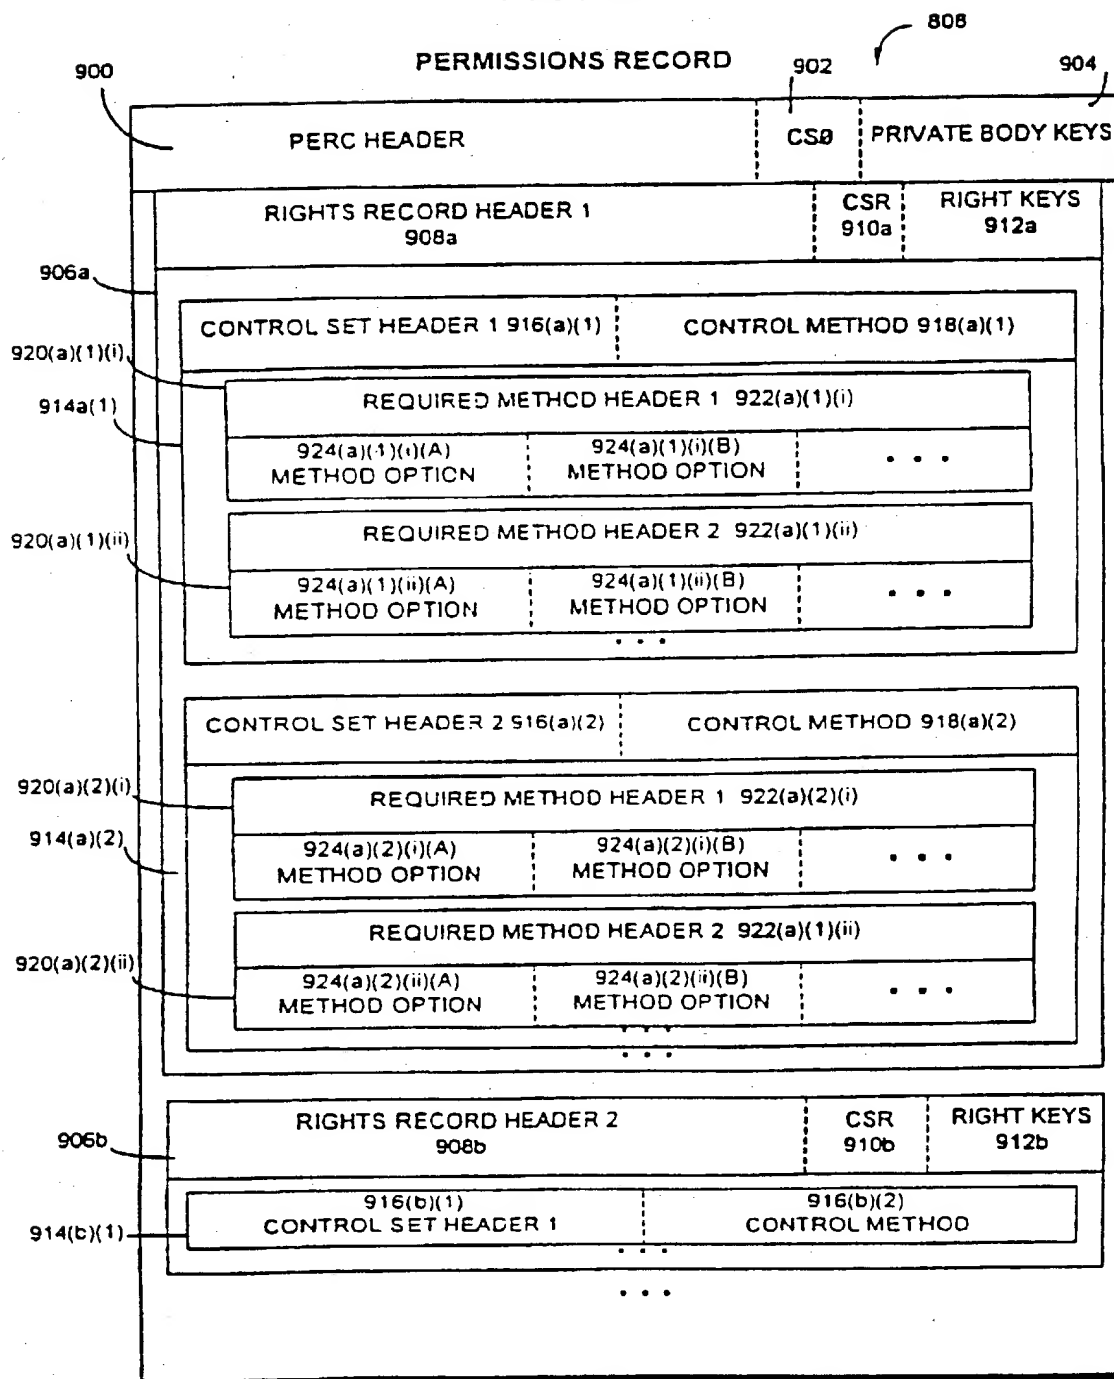 808
PERMISSIONS RECORD
900
902
904
PERC HEADER
CS0
PRIVATE BODY KEYS
RIGHTS RECORD HEADER 1
908a
CSR
910a
RIGHT KEYS
912a
906a
CONTROL SET HEADER 1 916(a)(1)
CONTROL METHOD 918(a)(1)
920(a)(1)(i)
REQUIRED METHOD HEADER 1 922(a)(1)(i)
914a(1)
924(a)(1)(i)(A)
METHOD OPTION
924(a)(1)(i)(B)
METHOD OPTION
• • •
920(a)(1)(ii)
REQUIRED METHOD HEADER 2 922(a)(1)(ii)
924(a)(1)(ii)(A)
METHOD OPTION
924(a)(1)(ii)(B)
METHOD OPTION
• • •
• • •
CONTROL SET HEADER 2 916(a)(2)
CONTROL METHOD 918(a)(2)
920(a)(2)(i)
REQUIRED METHOD HEADER 1 922(a)(2)(i)
914(a)(2)
924(a)(2)(i)(A)
METHOD OPTION
924(a)(2)(i)(B)
METHOD OPTION
• • •
REQUIRED METHOD HEADER 2 922(a)(1)(ii)
920(a)(2)(ii)
924(a)(2)(ii)(A)
METHOD OPTION
924(a)(2)(ii)(B)
METHOD OPTION
• • •
• • •
• • •
906b
RIGHTS RECORD HEADER 2
908b
CSR
910b
RIGHT KEYS
912b
914(b)(1)
916(b)(1)
CONTROL SET HEADER 1
916(b)(2)
CONTROL METHOD
• • •
• • •